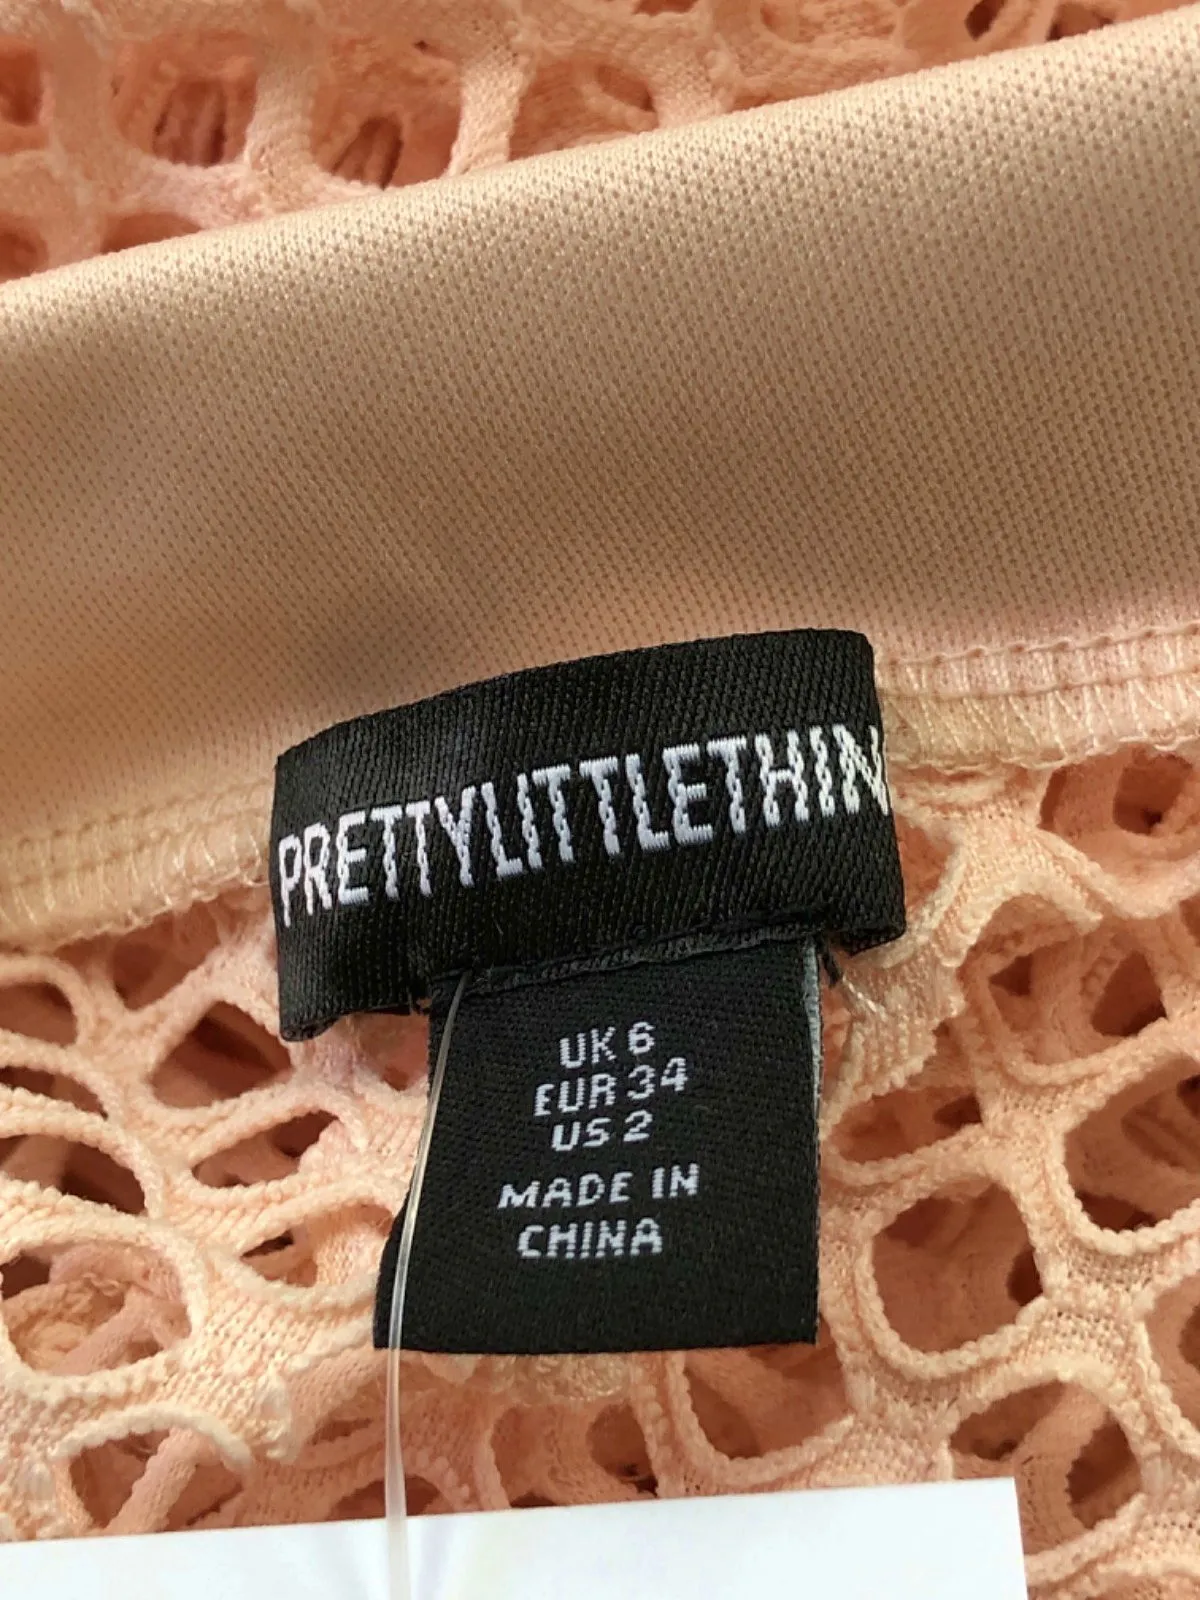 PRETTYLITTLETHIN
UK 6
EUR 34
US 2
MADE IN
CHINA